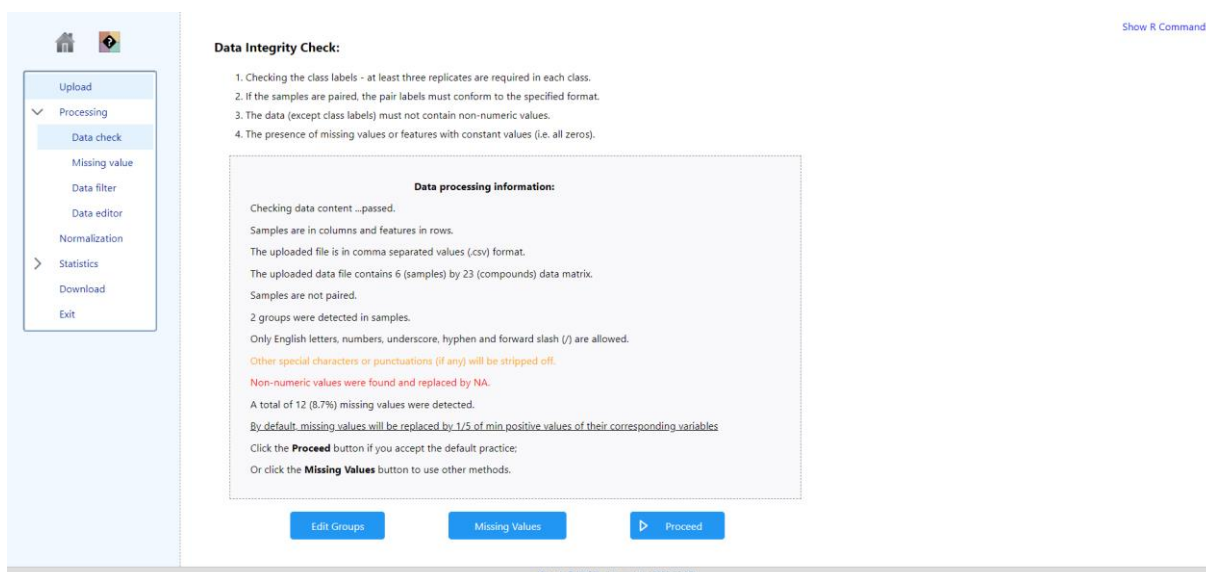 Show R Command
Upload
Processing
Data check
Missing value
Data filter
Data editor
Normalization
Statistics
Download
Exit
Data Integrity Check:
1. Checking the class labels - at least three replicates are required in each class.
2. If the samples are paired, the pair labels must conform to the specified format.
3. The data (except class labels) must not contain non-numeric values.
4. The presence of missing values or features with constant values (i.e. all zeros).
Data processing information:
Checking data content ...passed.
Samples are in columns and features in rows.
The uploaded file is in comma separated values (.csv) format.
The uploaded data file contains 6 (samples) by 23 (compounds) data matrix.
Samples are not paired.
2 groups were detected in samples.
Only English letters, numbers, underscore, hyphen and forward slash (/) are allowed.
Other special characters or punctuations (if any) will be stripped off.
Non-numeric values were found and replaced by NA.
A total of 12 (8.7%) missing values were detected.
By default, missing values will be replaced by 1/5 of min positive values of their corresponding variables
Click the Proceed button if you accept the default practice;
Or click the Missing Values button to use other methods.
Edit Groups
Missing Values
Proceed